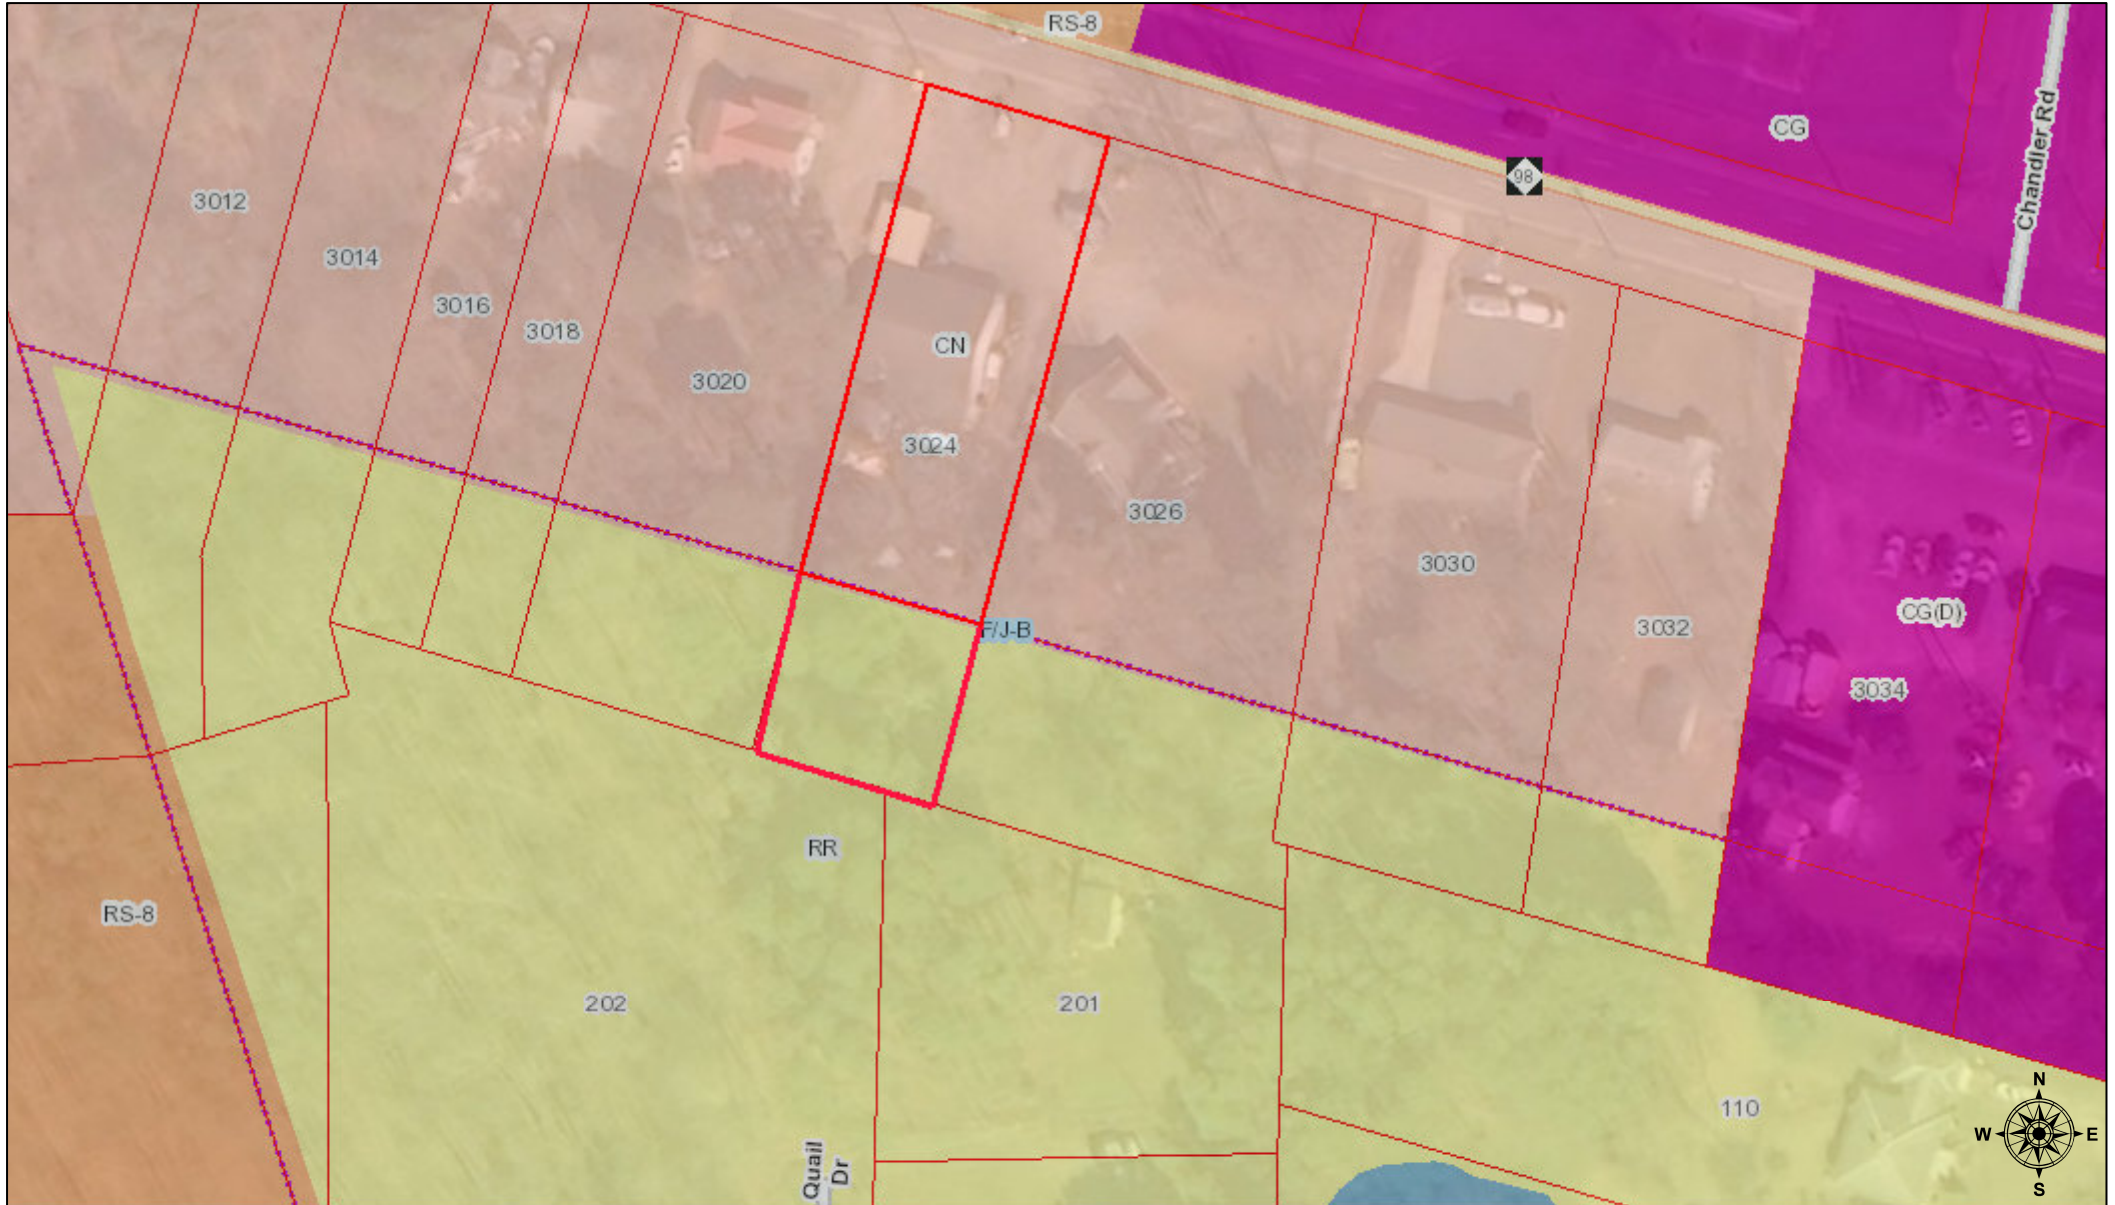 RS-8
CG
Chandler Rd
98
3012
3014
3016
3018
CN
3020
3024
3026
F/J-B
3030
3032
CG(D)
3034
RR
RS-8
202
201
110
Quail
Dr
N
W
E
S